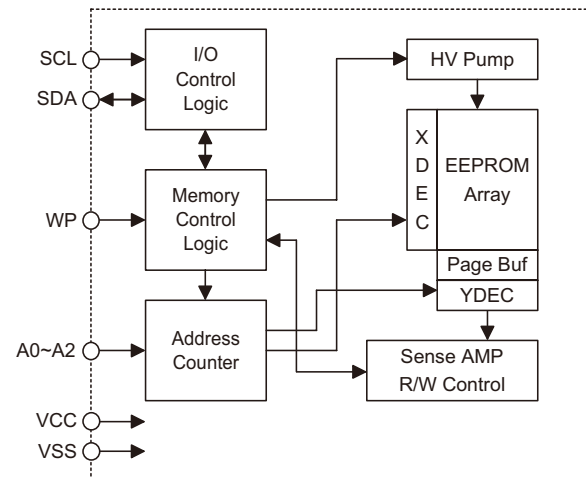 SCL
SDA
I/O
Control
Logic
HV Pump
X
D
E
C
EEPROM
Array
WP
Memory
Control
Logic
Page Buf
YDEC
A0~A2
Address
Counter
Sense AMP
R/W Control
VCC
VSS